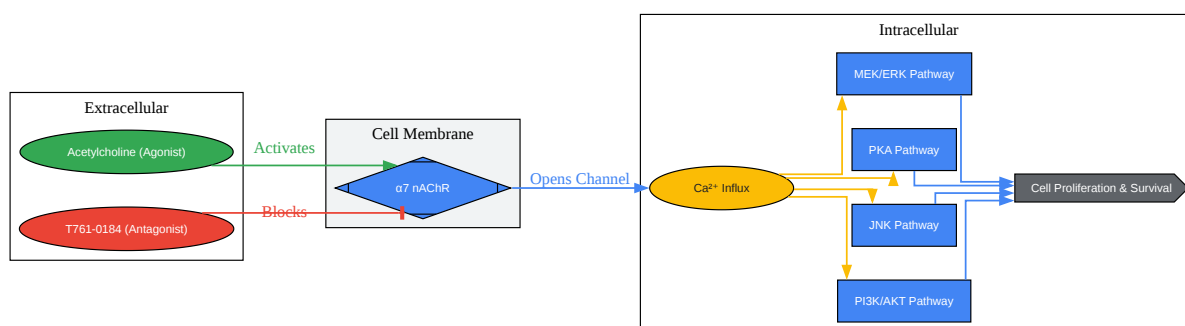 Extracellular
Acetylcholine (Agonist)
T761-0184 (Antagonist)
Activates
Blocks
Cell Membrane
α7 nAChR
Opens Channel
Intracellular
Ca²⁺ Influx
MEK/ERK Pathway
PKA Pathway
JNK Pathway
PI3K/AKT Pathway
Cell Proliferation & Survival